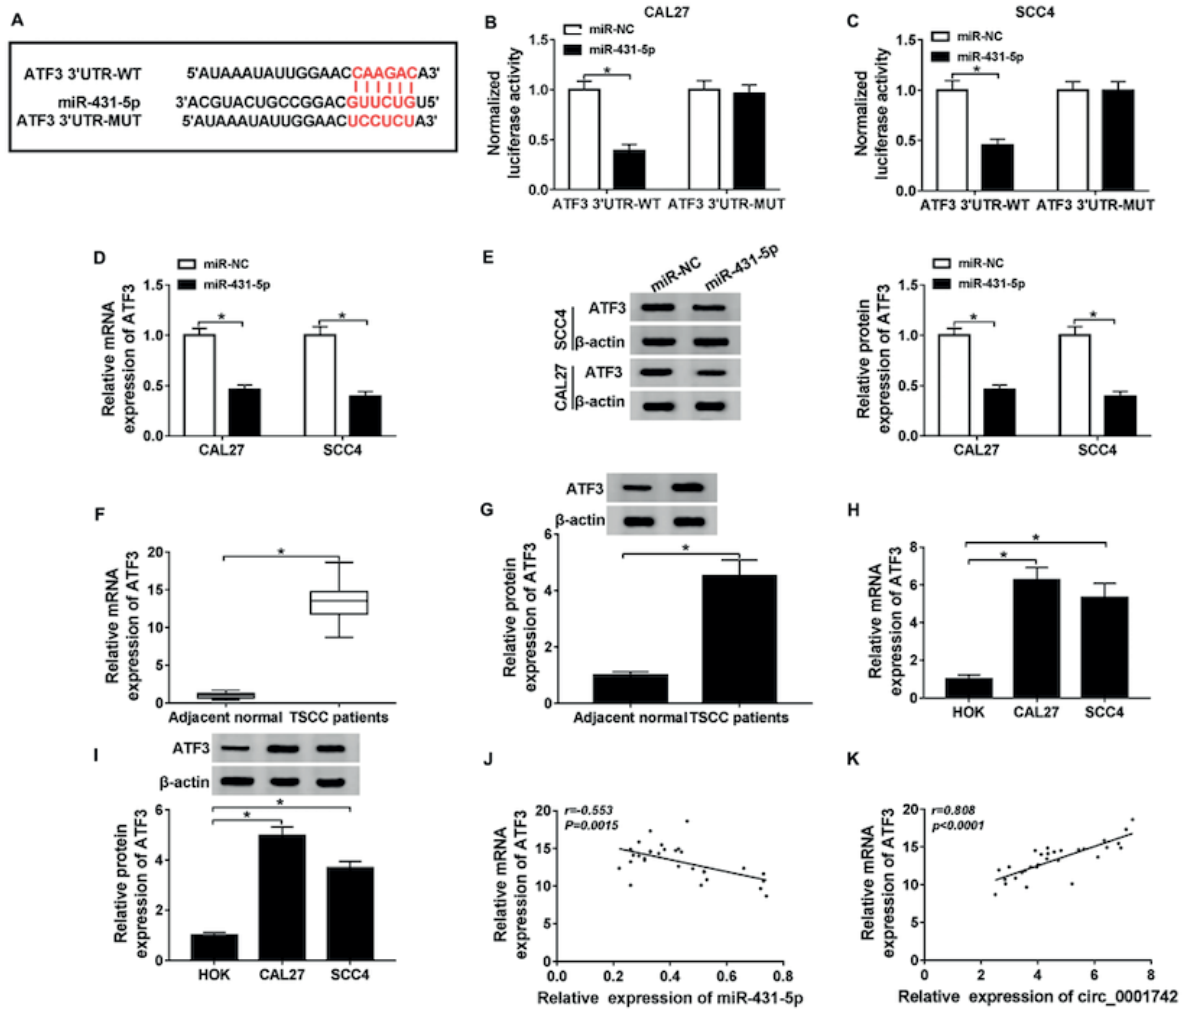 A
ATF3 3'UTR-WT 5'AUAAAUAUUGGAACCAAGACA3'
miR-431-5p 3'ACGUACUGCCGGACGUUCUGU5'
ATF3 3'UTR-MUT 5'AUAAAUAUUGGAACUCCUCUA3'
B
CAL27
miR-NC
miR-431-5p
Normalized
luciferase activity
1.5
1.0
0.5
0.0
*
ATF3 3'UTR-WT ATF3 3'UTR-MUT
C
SCC4
miR-NC
miR-431-5p
Normalized
luciferase activity
1.5
1.0
0.5
0.0
*
ATF3 3'UTR-WT ATF3 3'UTR-MUT
D
miR-NC
miR-431-5p
Relative mRNA
expression of ATF3
1.5
1.0
0.5
0.0
* *
CAL27 SCC4
E
miR-NC miR-431-5p
SCC4
ATF3
β-actin
CAL27
ATF3
β-actin
miR-NC
miR-431-5p
Relative protein
expression of ATF3
1.5
1.0
0.5
0.0
* *
CAL27 SCC4
F
Relative mRNA
expression of ATF3
20
15
10
5
0
*
Adjacent normal TSCC patients
G
ATF3
β-actin
Relative protein
expression of ATF3
6
4
2
0
*
Adjacent normal TSCC patients
H
Relative mRNA
expression of ATF3
8
6
4
2
0
*
*
HOK CAL27 SCC4
I
ATF3
β-actin
Relative protein
expression of ATF3
6
4
2
0
*
*
HOK CAL27 SCC4
J
Relative mRNA
expression of ATF3
20
15
10
5
0
r=-0.553
P=0.0015
0.0 0.2 0.4 0.6 0.8
Relative expression of miR-431-5p
K
Relative mRNA
expression of ATF3
20
15
10
5
0
r=0.808
p<0.0001
0 2 4 6 8
Relative expression of circ_0001742